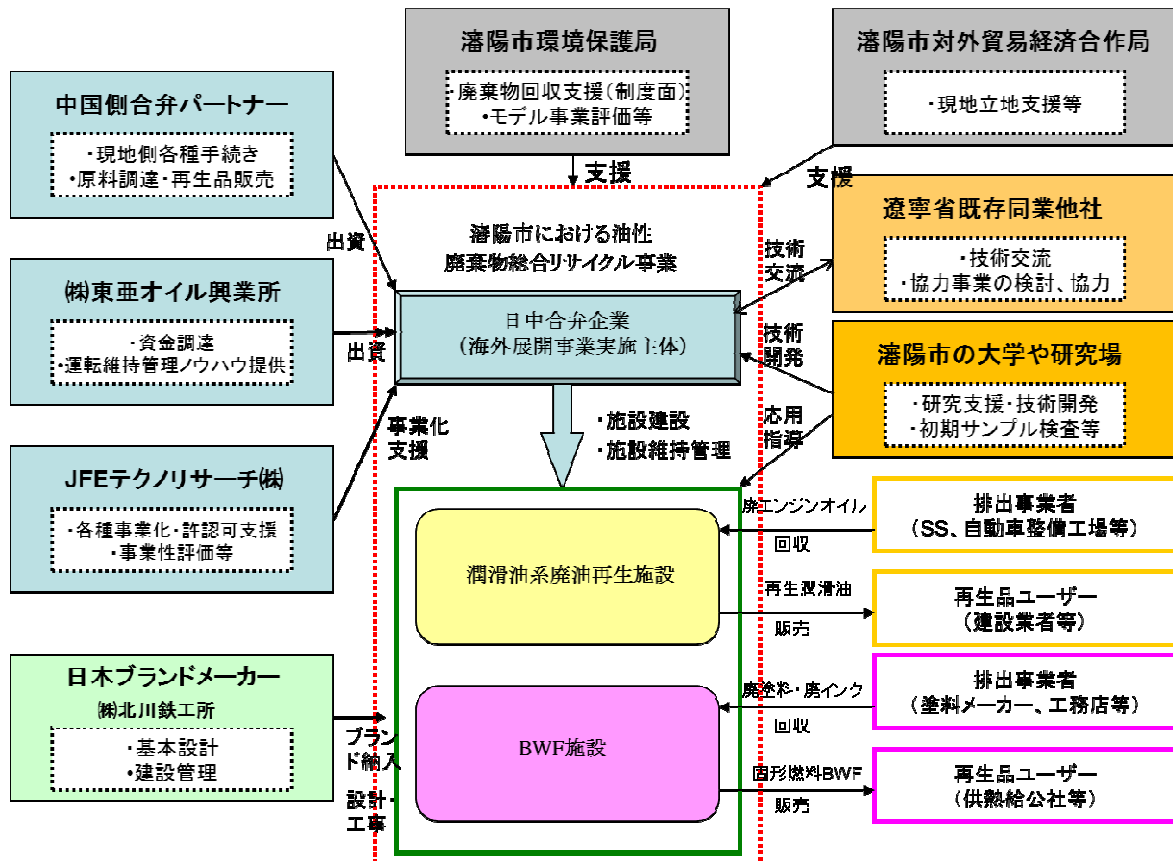 瀋陽市環境保護局
・廃棄物回収支援（制度面）
・モデル事業評価等
瀋陽市対外貿易経済合作局
・現地立地支援等
中国側合弁パートナー
・現地側各種手続き
・原料調達・再生品販売
支援
支援
出資
瀋陽市における油性
廃棄物総合リサイクル事業
技術
交流
遼寧省既存同業他社
・技術交流
・協力事業の検討、協力
㈱東亜オイル興業所
・資金調達
・運転維持管理ノウハウ提供
出資
日中合弁企業
（海外展開事業実施主体）
技術
開発
瀋陽市の大学や研究場
・研究支援・技術開発
・初期サンプル検査等
応用
指導
事業化
支援
・施設建設
・施設維持管理
JFEテクノリサーチ㈱
・各種事業化・許認可支援
・事業性評価等
潤滑油系廃油再生施設
廃エンジンオイル
回収
排出事業者
（SS、自動車整備工場等）
再生潤滑油
販売
再生品ユーザー
（建設業者等）
日本ブランドメーカー
㈱北川鉄工所
・基本設計
・建設管理
ブラン
ド納入
設計・
工事
BWF施設
廃塗料・廃インク
回収
排出事業者
（塗料メーカー、工務店等）
固形燃料BWF
販売
再生品ユーザー
（供熱給公社等）